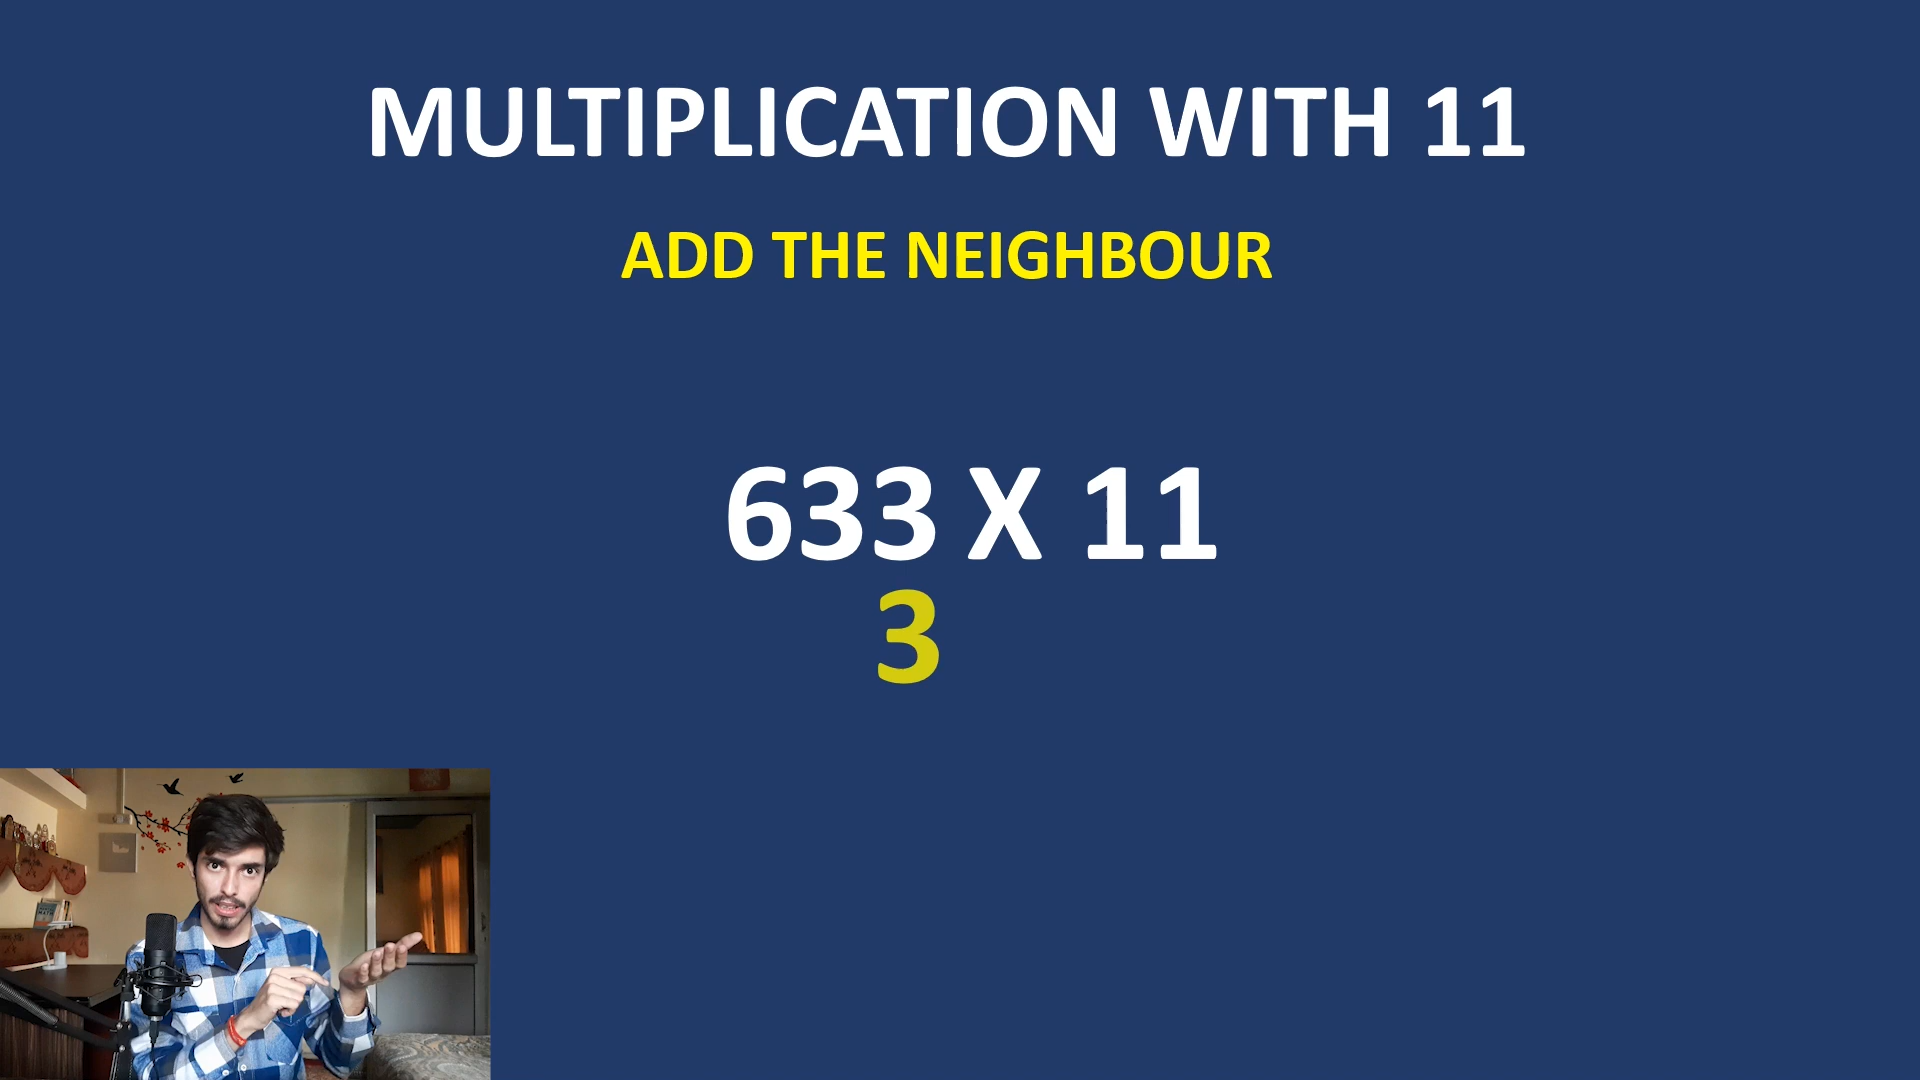 MULTIPLICATION WITH 11
ADD THE NEIGHBOUR
633 X 11
3